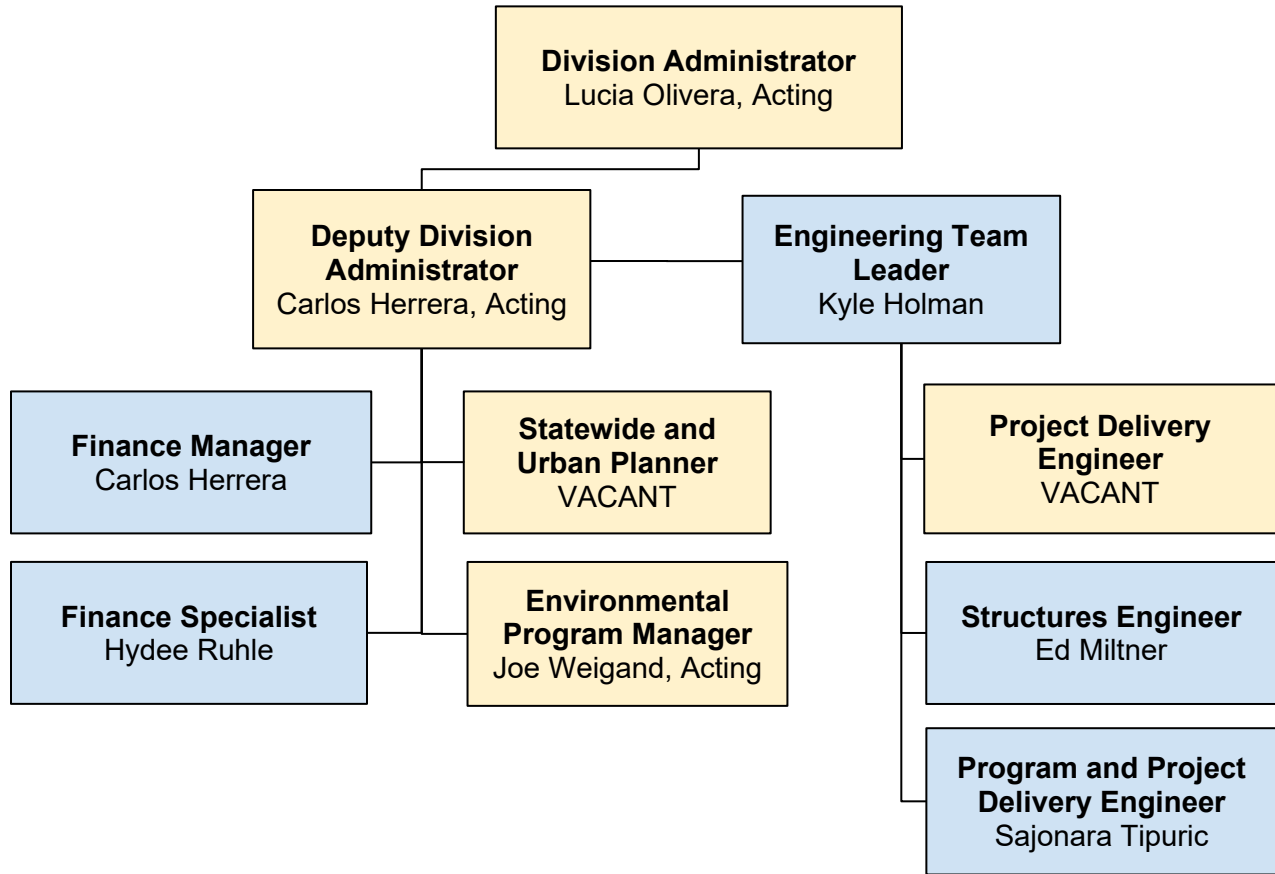 Division Administrator
Lucia Olivera, Acting
Deputy Division
Administrator
Carlos Herrera, Acting
Engineering Team
Leader
Kyle Holman
Finance Manager
Carlos Herrera
Statewide and
Urban Planner
VACANT
Project Delivery
Engineer
VACANT
Finance Specialist
Hydee Ruhle
Environmental
Program Manager
Joe Weigand, Acting
Structures Engineer
Ed Miltner
Program and Project
Delivery Engineer
Sajonara Tipuric